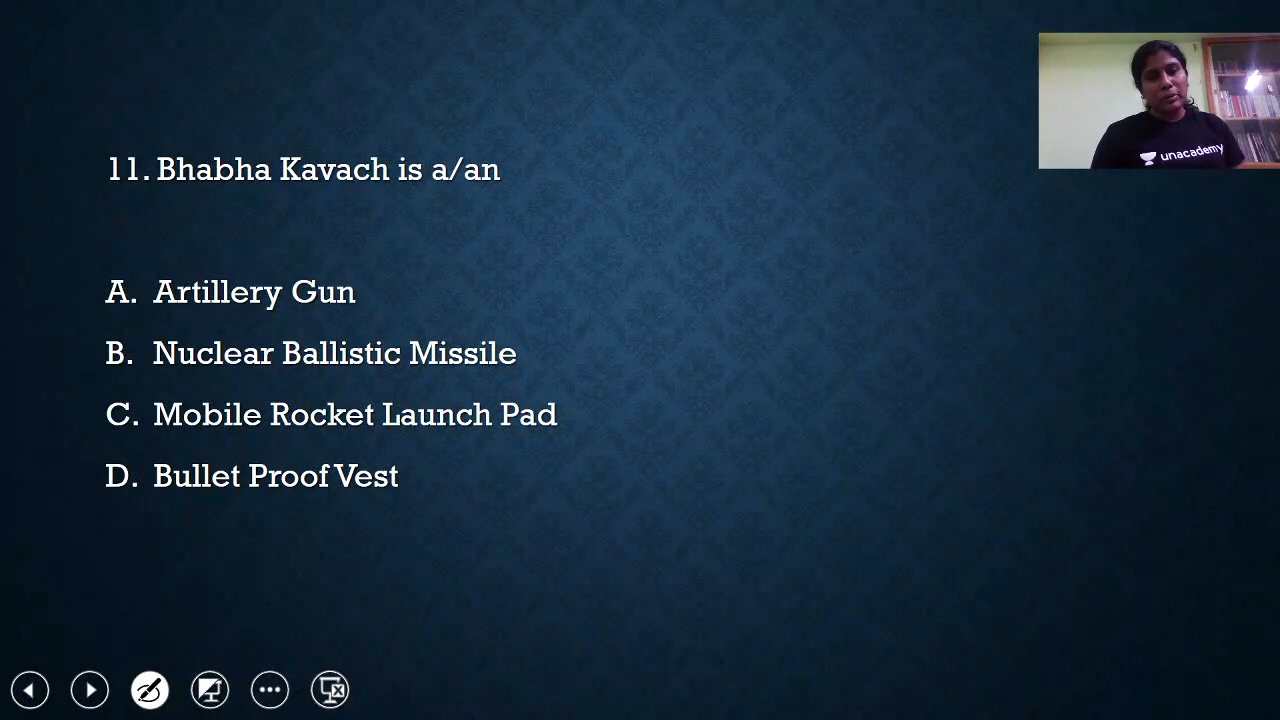 11. Bhabha Kavach is a/an
A. Artillery Gun
B. Nuclear Ballistic Missile
C. Mobile Rocket Launch Pad
D. Bullet Proof Vest
unacademy